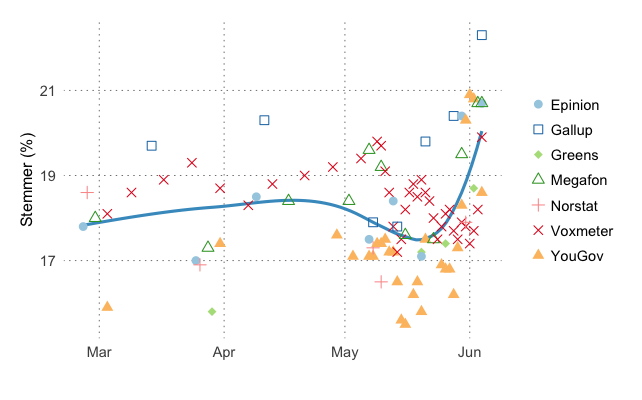 Stemmer (%)
21
19
17
Mar
Apr
May
Jun
Epinion
Gallup
Greens
Megafon
Norstat
Voxmeter
YouGov